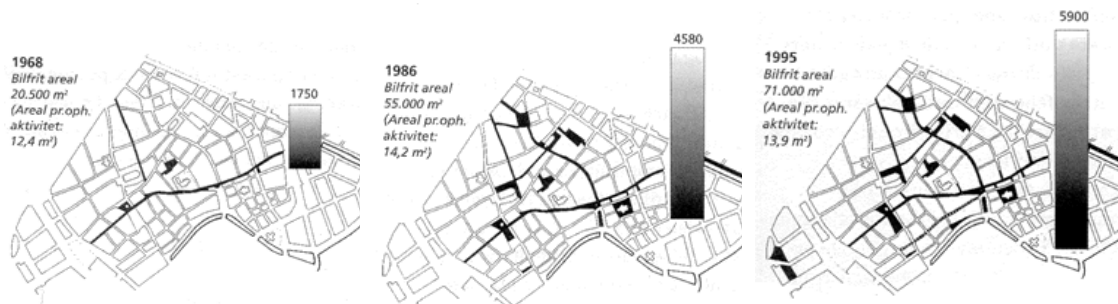 1968
Bilfrit areal
20.500 m²
(Areal pr.oph.
aktivitet:
12,4 m²)
1750
1986
Bilfrit areal
55.000 m²
(Areal pr.oph.
aktivitet:
14,2 m²)
4580
1995
Bilfrit areal
71.000 m²
(Areal pr.oph.
aktivitet:
13,9 m²)
5900